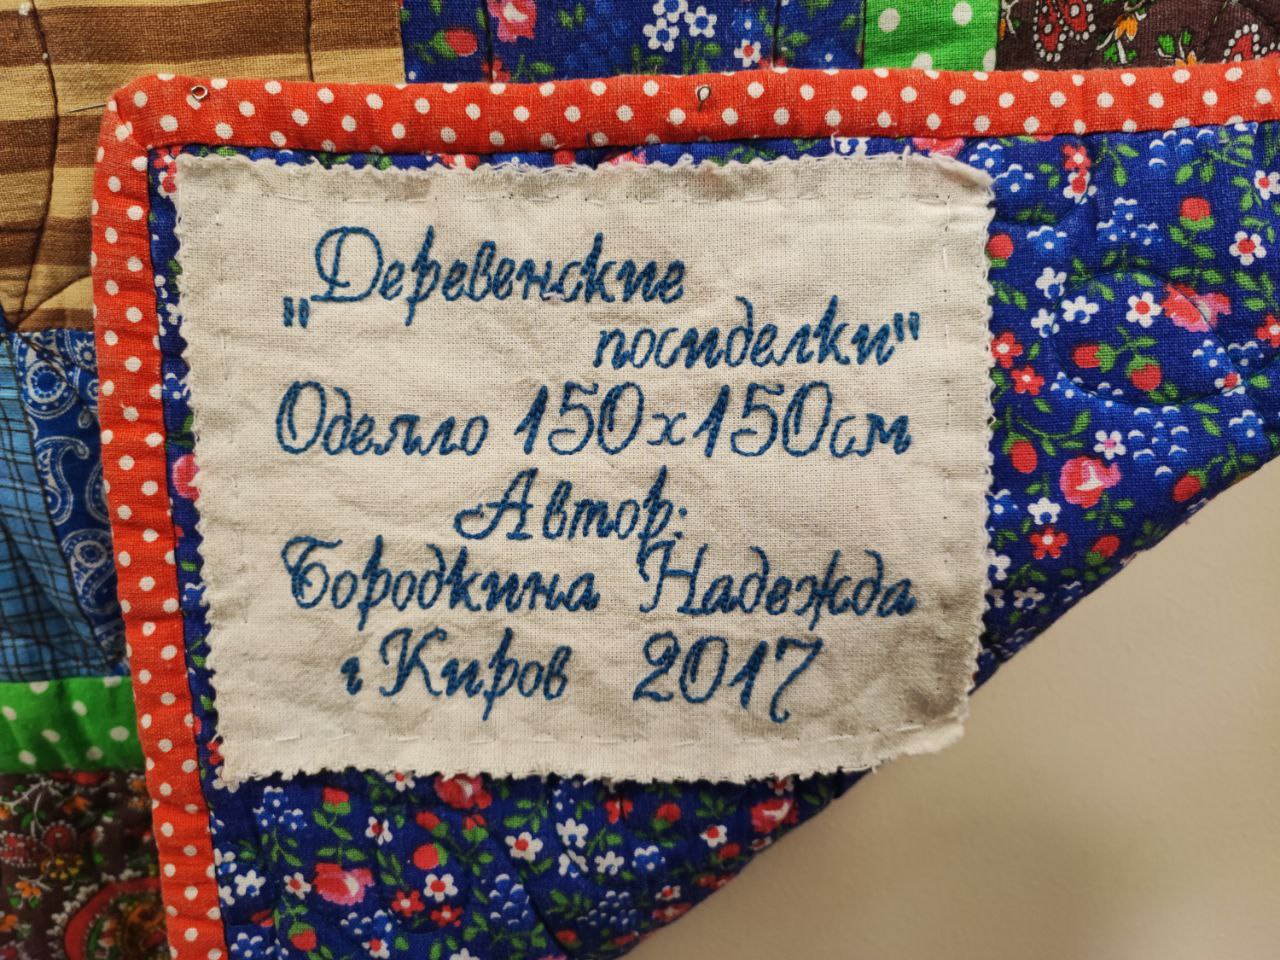 „Деревенские
посиделки"
Одеяло 150х150см
Автор:
Бородкина Надежда
г Киров 2017